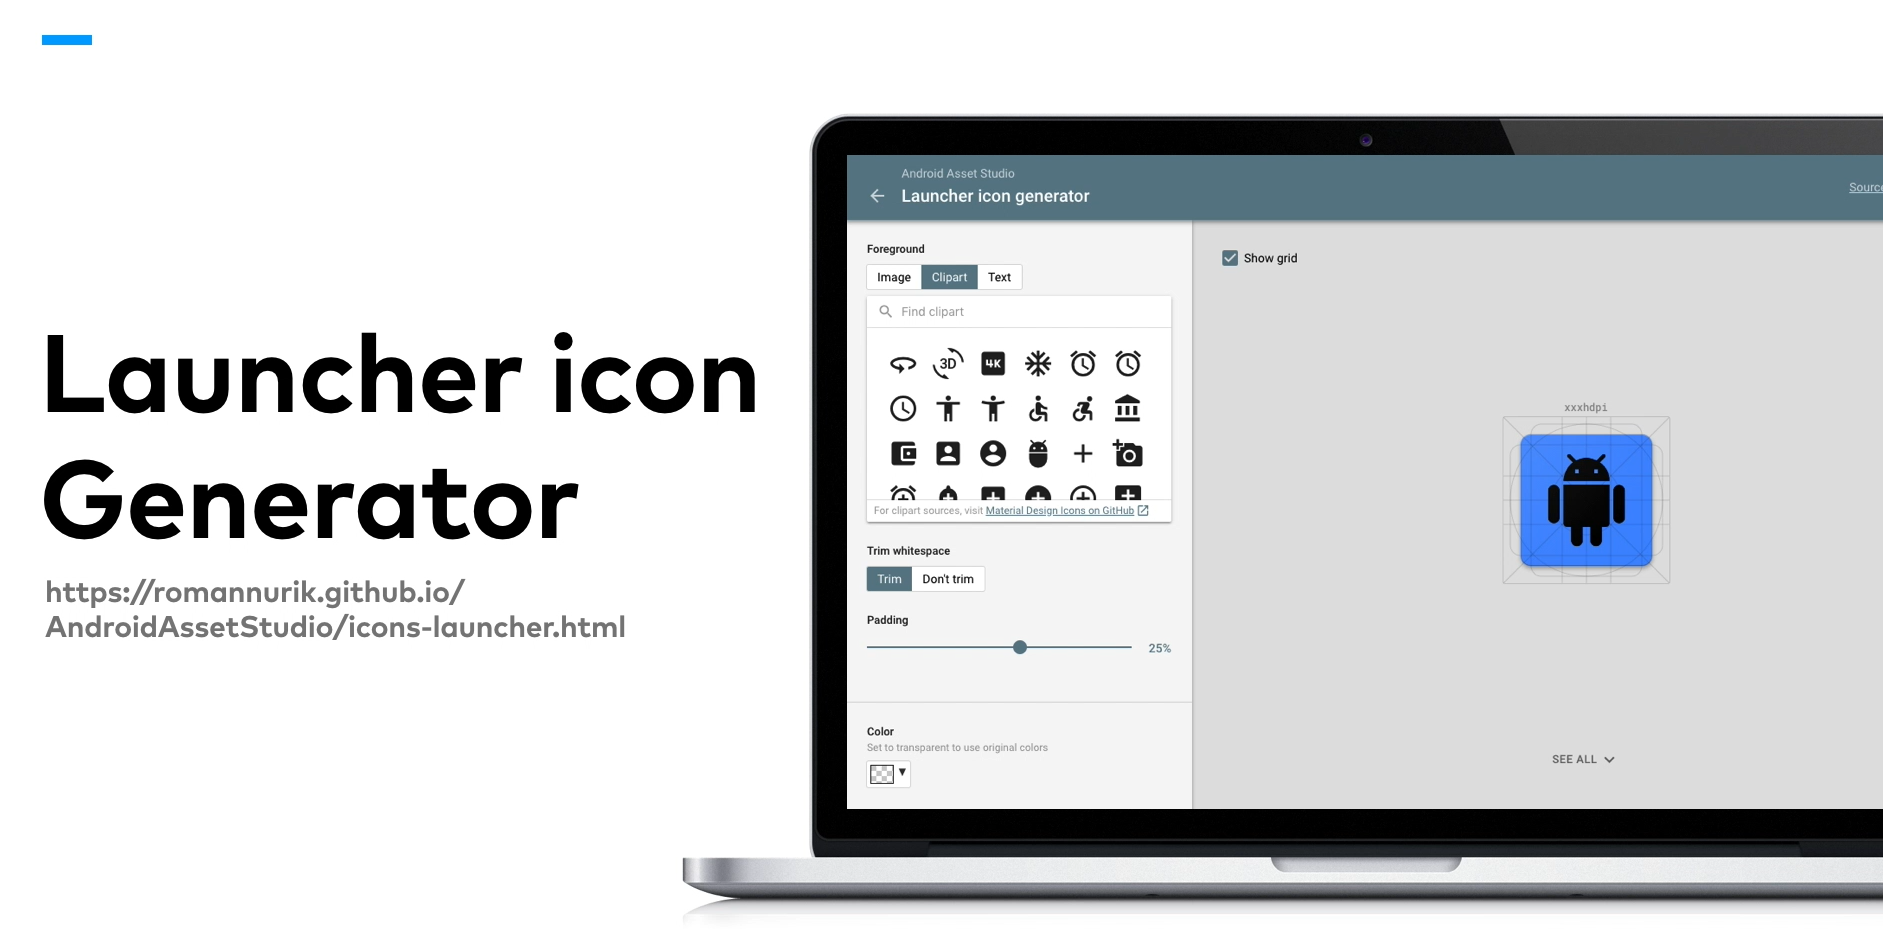 Launcher icon
Generator
https://romannurik.github.io/
AndroidAssetStudio/icons-launcher.html
Android Asset Studio
Launcher icon generator
Source
Foreground
Image Clipart Text
Find clipart
3D 4K
For clipart sources, visit Material Design Icons on GitHub
Trim whitespace
Trim Don't trim
Padding
25%
Color
Set to transparent to use original colors
Show grid
xxxhdpi
SEE ALL